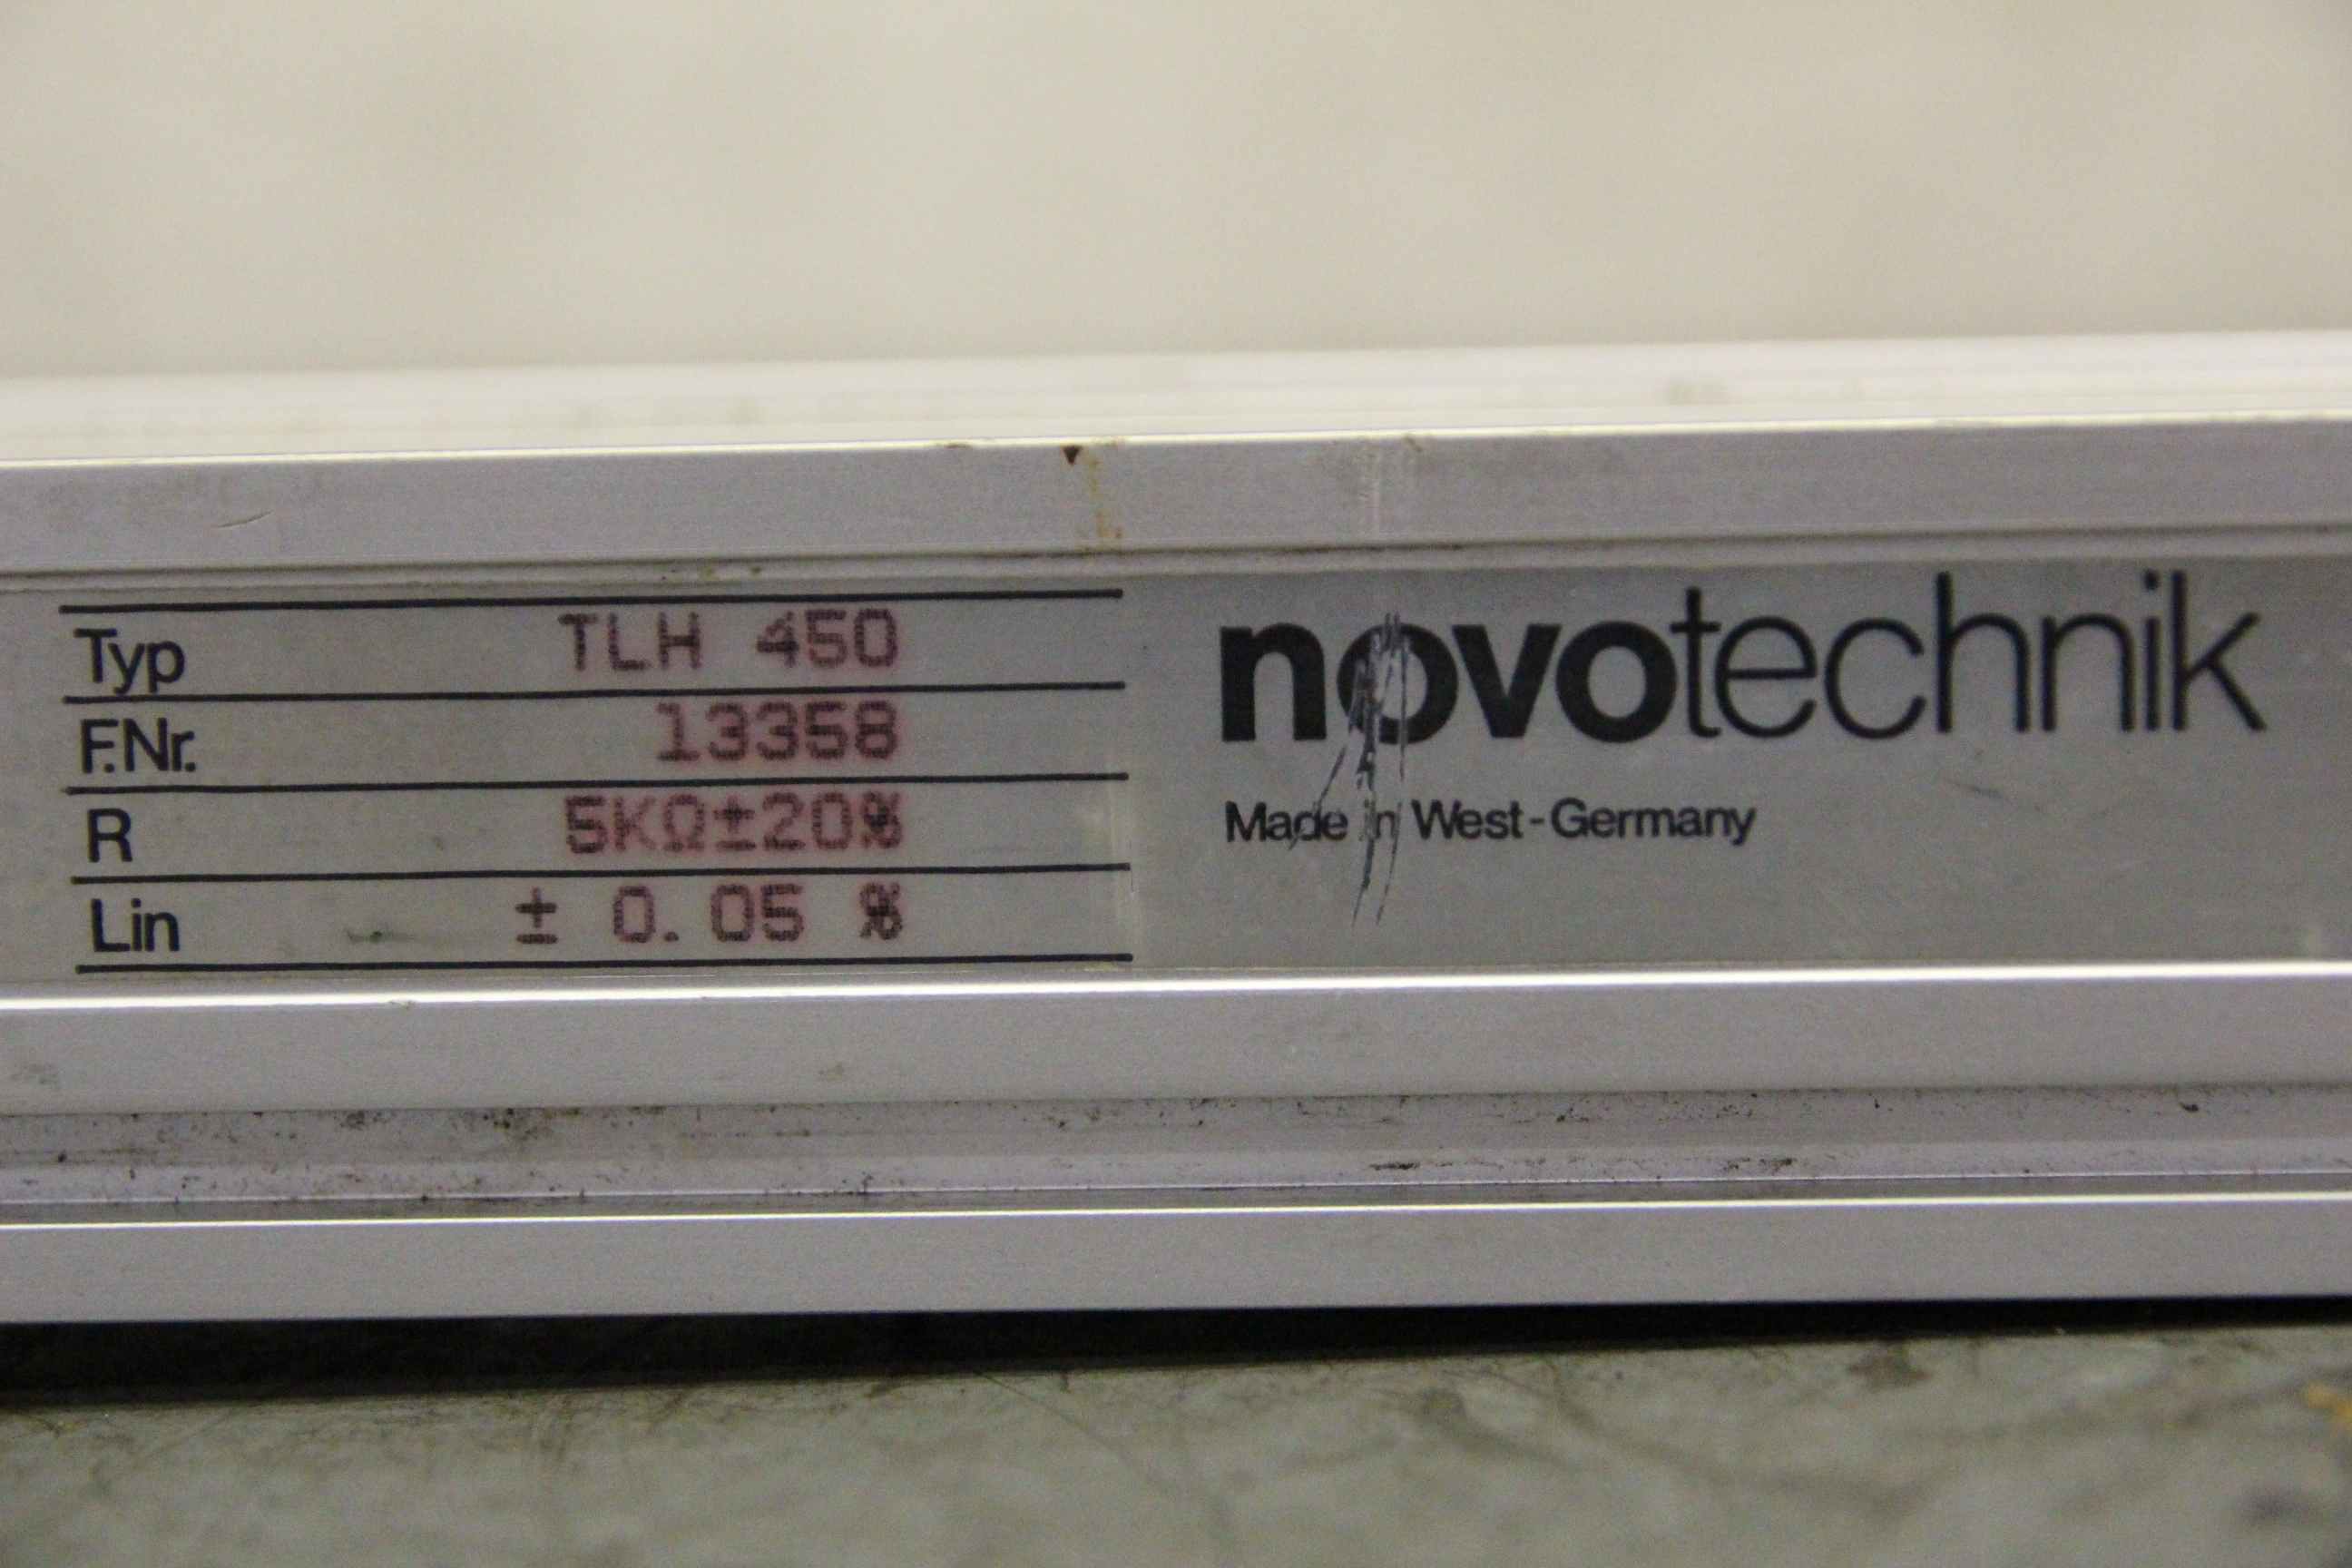 Typ TLH 450
F.Nr. 13358
R 5KΩ±20%
Lin ± 0.05 %
novotechnik
Made in West-Germany